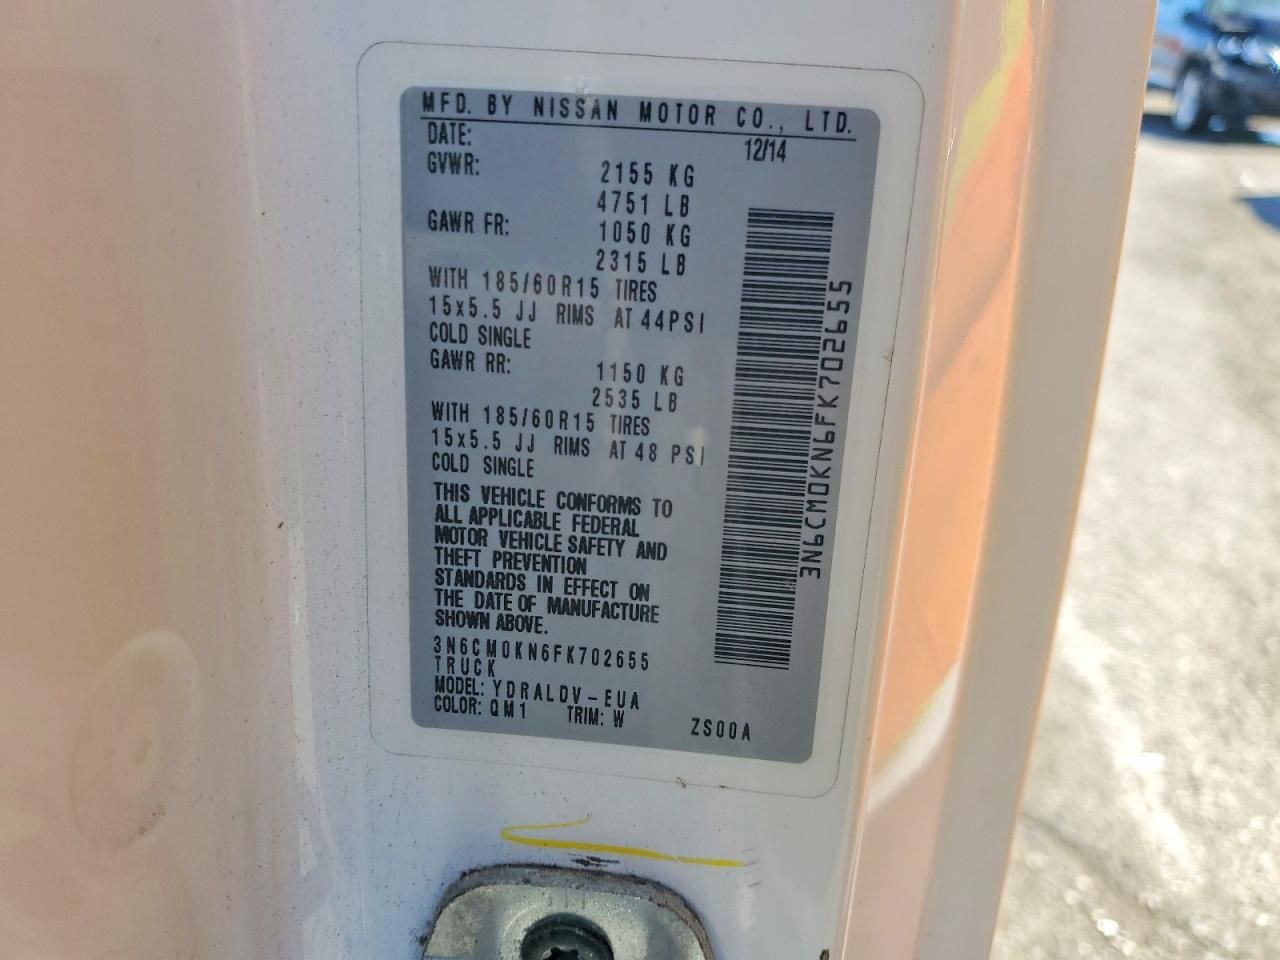 MFD. BY NISSAN MOTOR CO., LTD.
DATE: 12/14
GVWR: 2155 KG
4751 LB
GAWR FR: 1050 KG
2315 LB
WITH 185/60R15 TIRES
15x5.5 JJ RIMS AT 44PSI
COLD SINGLE
GAWR RR: 1150 KG
2535 LB
WITH 185/60R15 TIRES
15x5.5 JJ RIMS AT 48 PSI
COLD SINGLE
THIS VEHICLE CONFORMS TO
ALL APPLICABLE FEDERAL
MOTOR VEHICLE SAFETY AND
THEFT PREVENTION
STANDARDS IN EFFECT ON
THE DATE OF MANUFACTURE
SHOWN ABOVE.
3N6CM0KN6FK702655
TRUCK
MODEL: YDRALDV-EUA
COLOR: QM1 TRIM: W ZS00A
3N6CM0KN6FK702655